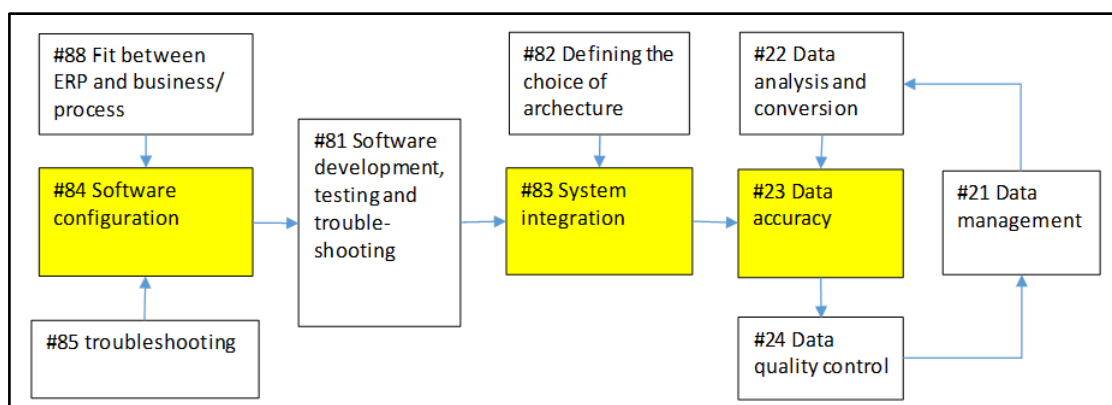 #88 Fit between
ERP and business/
process
#82 Defining the
choice of
archecture
#22 Data
analysis and
conversion
#81 Software
development,
testing and
trouble-
shooting
#84 Software
configuration
#83 System
integration
#23 Data
accuracy
#21 Data
management
#85 troubleshooting
#24 Data
quality control